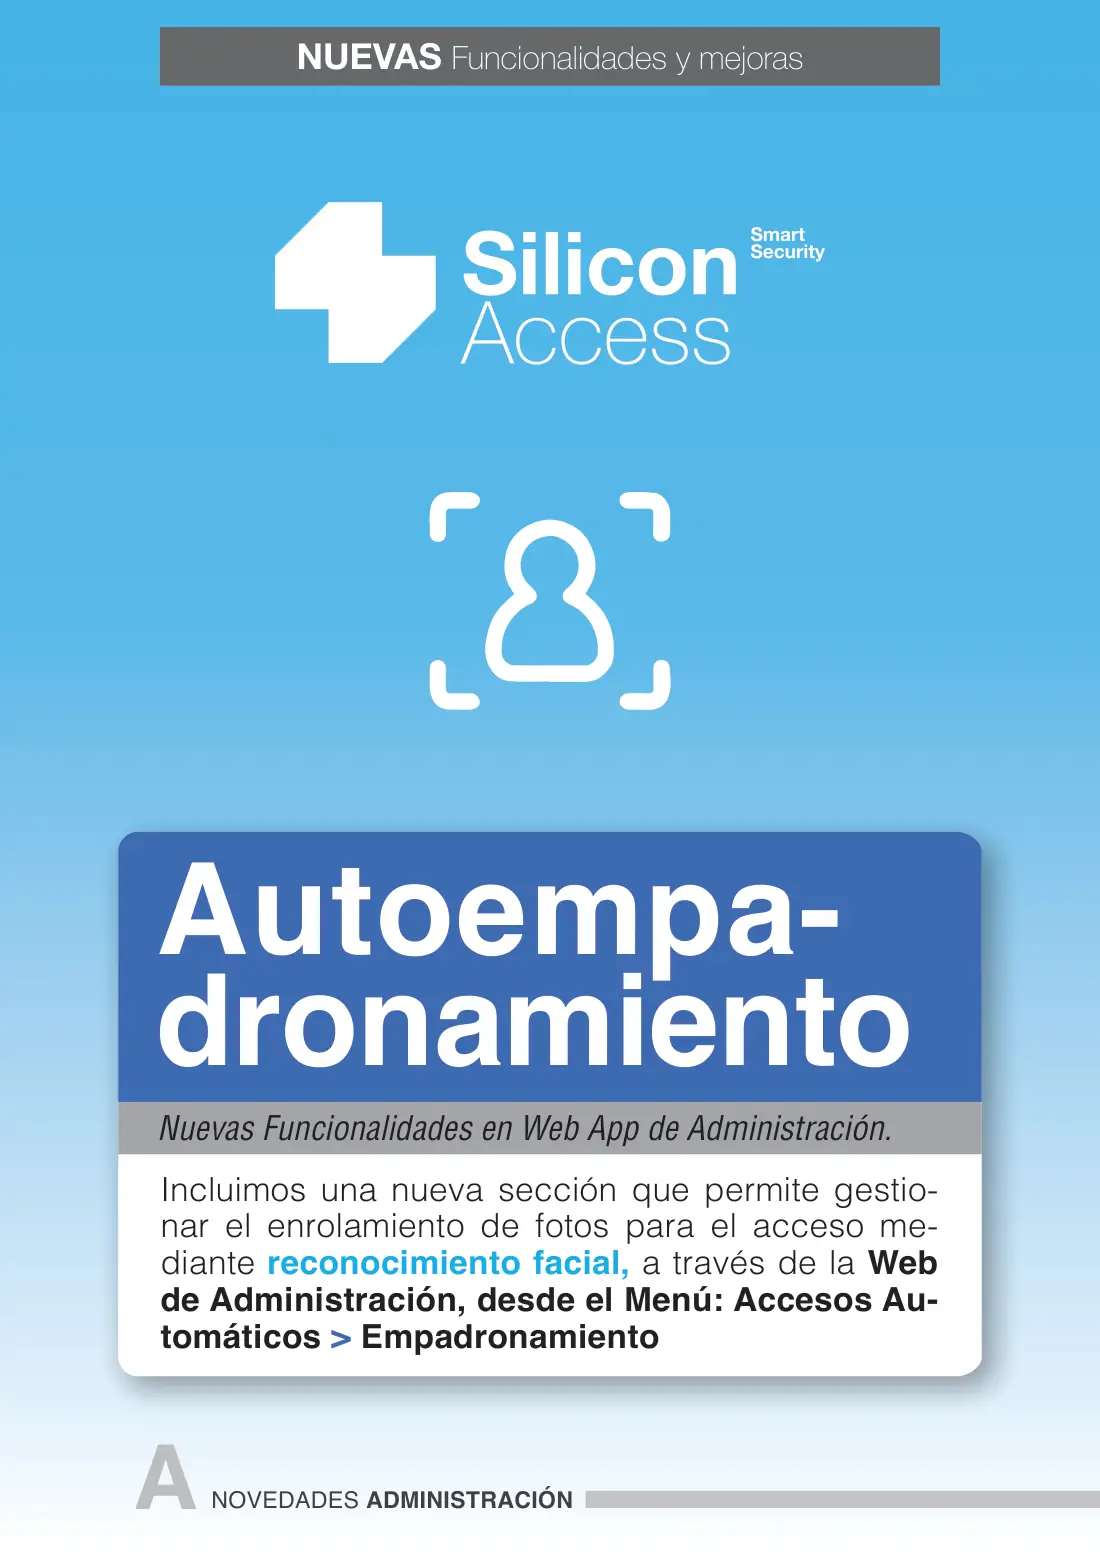 NUEVAS Funcionalidades y mejoras
Silicon
Smart
Security
Access
Autoempa-
dronamiento
Nuevas Funcionalidades en Web App de Administración.
Incluimos una nueva sección que permite gestio-
nar el enrolamiento de fotos para el acceso me-
diante reconocimiento facial, a través de la Web
de Administración, desde el Menú: Accesos Au-
tomáticos > Empadronamiento
A NOVEDADES ADMINISTRACIÓN